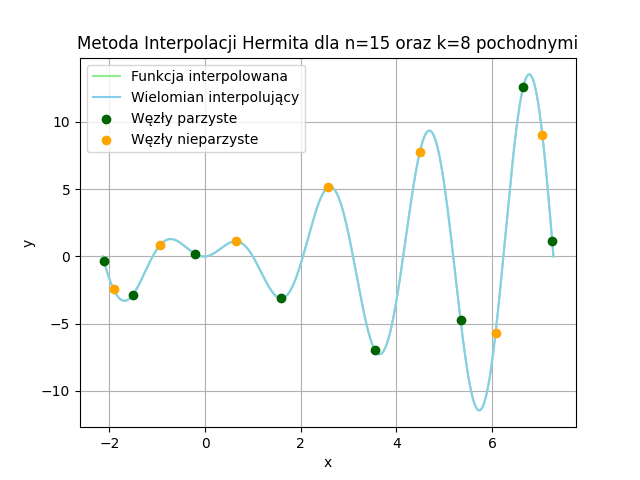 Metoda Interpolacji Hermita dla n=15 oraz k=8 pochodnymi
Funkcja interpolowana
Wielomian interpolujący
Węzły parzyste
Węzły nieparzyste
10
5
0
−5
−10
y
−2
0
2
4
6
x